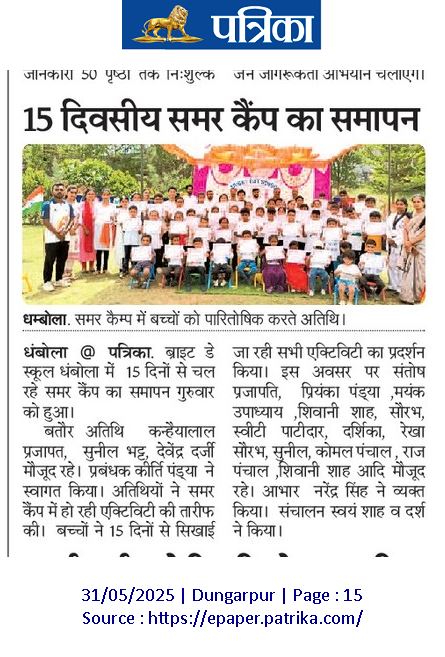 पत्रिका
जानकारी 50 पृष्ठों तक निःशुल्क
जन जागरूकता अभियान चलाएगी।
15 दिवसीय समर कैंप का समापन
धम्बोला. समर कैम्प में बच्चों को पारितोषिक करते अतिथि।
धंबोला @ पत्रिका. ब्राइट डे
स्कूल धंबोला में 15 दिनों से चल
रहे समर कैंप का समापन गुरुवार
को हुआ।
बतौर अतिथि कन्हैयालाल
प्रजापत, सुनील भट्ट, देवेंद्र दर्जी
मौजूद रहे। प्रबंधक कीर्ति पंड्या ने
स्वागत किया। अतिथियों ने समर
कैंप में हो रही एक्टिविटी की तारीफ
की। बच्चों ने 15 दिनों से सिखाई
जा रही सभी एक्टिविटी का प्रदर्शन
किया। इस अवसर पर संतोष
प्रजापति, प्रियंका पंड्या ,मयंक
उपाध्याय ,शिवानी शाह, सौरभ,
स्वीटी पाटीदार, दर्शिका, रेखा
सौरभ, सुनील, कोमल पंचाल , राज
पंचाल ,शिवानी शाह आदि मौजूद
रहे। आभार नरेंद्र सिंह ने व्यक्त
किया। संचालन स्वयं शाह व दर्श
ने किया।
31/05/2025 | Dungarpur | Page : 15
Source : https://epaper.patrika.com/